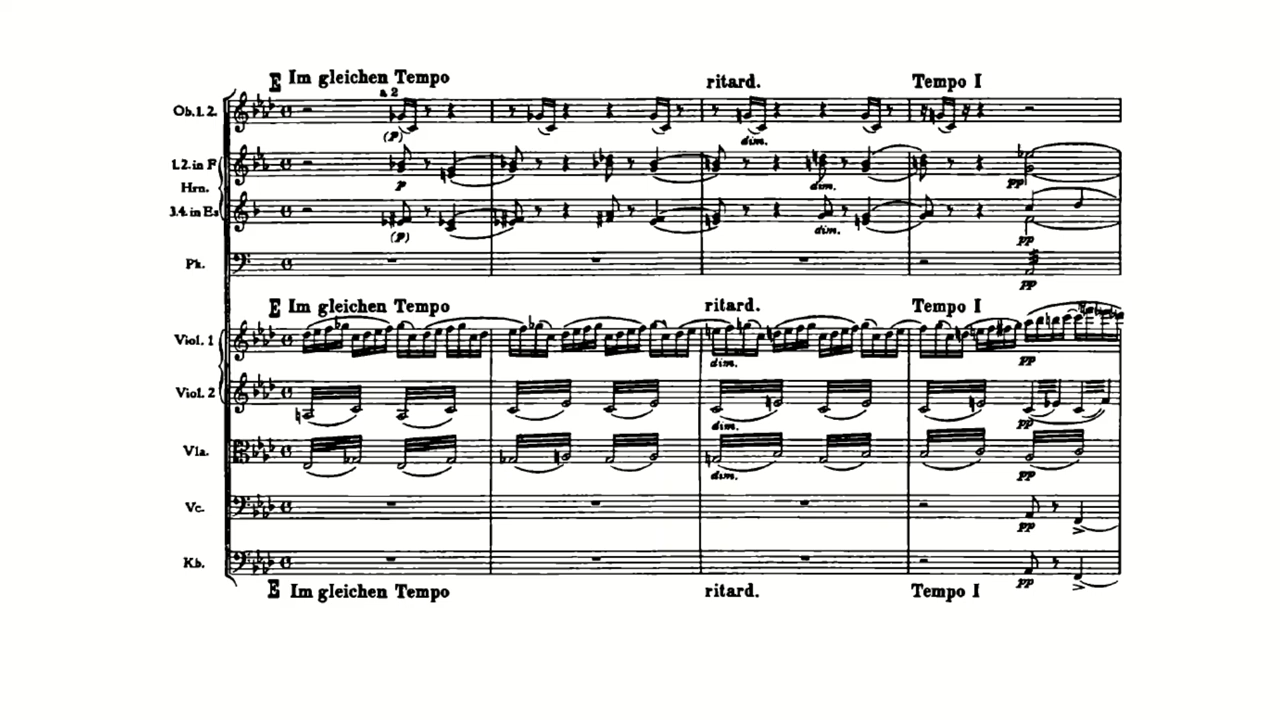 E Im gleichen Tempo ritard. Tempo I
a 2
Ob.1.2.
(p) dim.
1.2. in F
p dim. pp
Hrn.
3.4. in Es
(p) dim. pp
Pk.
pp
E Im gleichen Tempo ritard. Tempo I
Viol. 1
dim. pp
Viol. 2
dim. pp
Vla.
dim. pp
Vc.
pp
Kb.
pp
E Im gleichen Tempo ritard. Tempo I